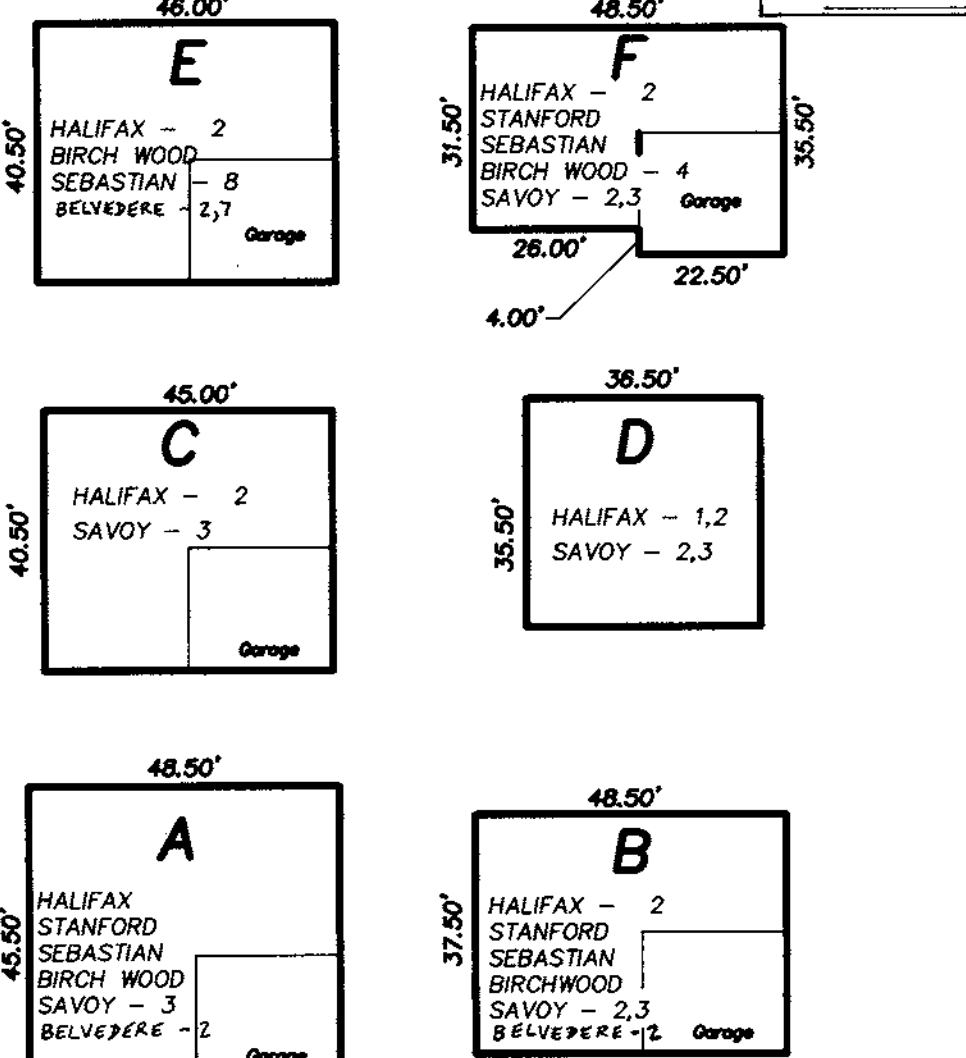 46.00'
E
40.50'
HALIFAX - 2
BIRCH WOOD
SEBASTIAN - 8
BELVEDERE - 2,7
Garage
48.50'
F
31.50'
35.50'
HALIFAX - 2
STANFORD
SEBASTIAN
BIRCH WOOD - 4
SAVOY - 2,3
Garage
26.00'
22.50'
4.00'
45.00'
C
40.50'
HALIFAX - 2
SAVOY - 3
Garage
36.50'
D
35.50'
HALIFAX - 1,2
SAVOY - 2,3
48.50'
A
45.50'
HALIFAX
STANFORD
SEBASTIAN
BIRCH WOOD
SAVOY - 3
BELVEDERE - 2
Garage
48.50'
B
37.50'
HALIFAX - 2
STANFORD
SEBASTIAN
BIRCHWOOD
SAVOY - 2,3
BELVEDERE - 2
Garage